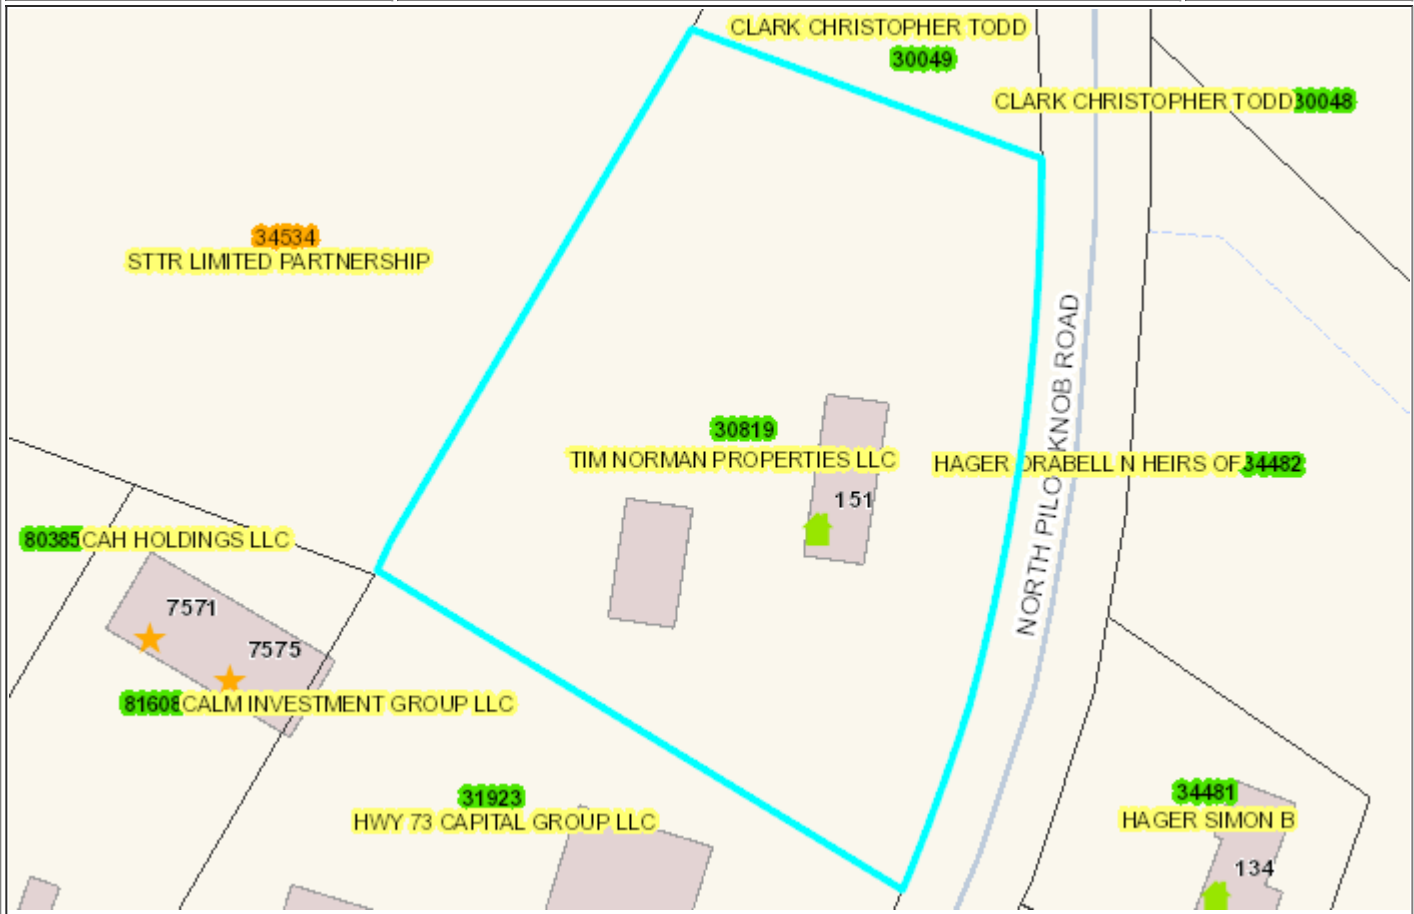 CLARK CHRISTOPHER TODD
30049
CLARK CHRISTOPHER TODD 30048
34534
STTR LIMITED PARTNERSHIP
NORTH PILO KNOB ROAD
30819
TIM NORMAN PROPERTIES LLC
HAGER ORABELL N HEIRS OF 34482
151
80385 CAH HOLDINGS LLC
7571
7575
81608 CALM INVESTMENT GROUP LLC
31923
HWY 73 CAPITAL GROUP LLC
34481
HAGER SIMON B
134